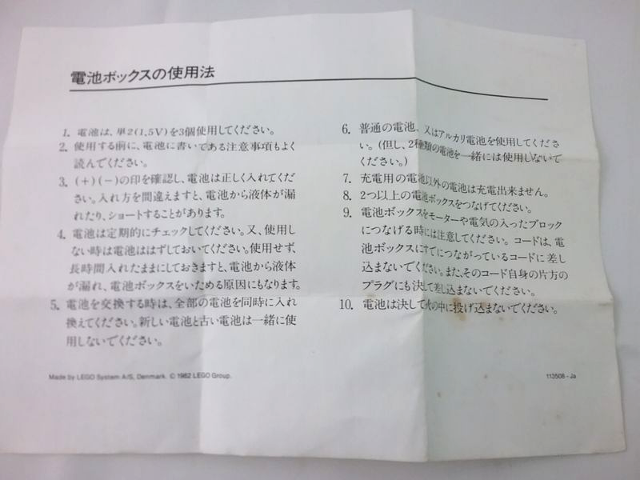 電池ボックスの使用法
1. 電池は、単2(1,5V)を3個使用してください。
2. 使用する前に、電池に書いてある注意事項もよく
読んでください。
3. (+)(−)の印を確認し、電池は正しく入れてくだ
さい。入れ方を間違えますと、電池から液体が漏
れたり、ショートすることがあります。
4. 電池は定期的にチェックしてください。又、使用し
ない時は電池ははずしておいてください。使用せず、
長時間入れたままにしておきますと、電池から液体
が漏れ、電池ボックスをいためる原因にもなります。
5. 電池を交換する時は、全部の電池を同時に入れ
換えてください。新しい電池と古い電池は一緒に使
用しないでください。
6. 普通の電池、又はアルカリ電池を使用してくださ
い。(但し、2種類の電池を一緒には使用しないで
ください。)
7. 充電用の電池以外の電池は充電出来ません。
8. 2つ以上の電池ボックスをつなげてください。
9. 電池ボックスをモーターや電気の入ったブロック
につなげる時には注意してください。コードは、電
池ボックスにすでにつながっているコードに差し
込まないでください。また、そのコード自身の片方の
プラグにも決して差し込まないでください。
10. 電池は決して火の中に投げ込まないでください。
Made by LEGO System A/S, Denmark. © 1982 LEGO Group.
113509 - Ja